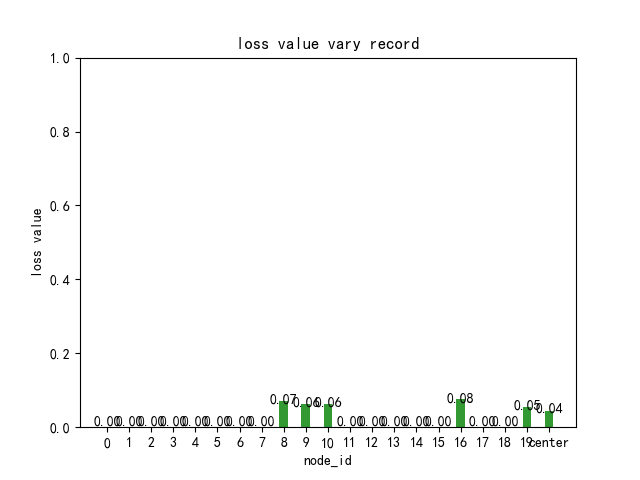 loss value vary record
1.0
0.8
0.6
0.4
0.2
0.0
loss value
0.00 0.00 0.00 0.00 0.00 0.00 0.00 0.00 0.07 0.06 0.06 0.00 0.00 0.00 0.00 0.00 0.08 0.00 0.00 0.05 0.04
0 1 2 3 4 5 6 7 8 9 10 11 12 13 14 15 16 17 18 19 center
node_id